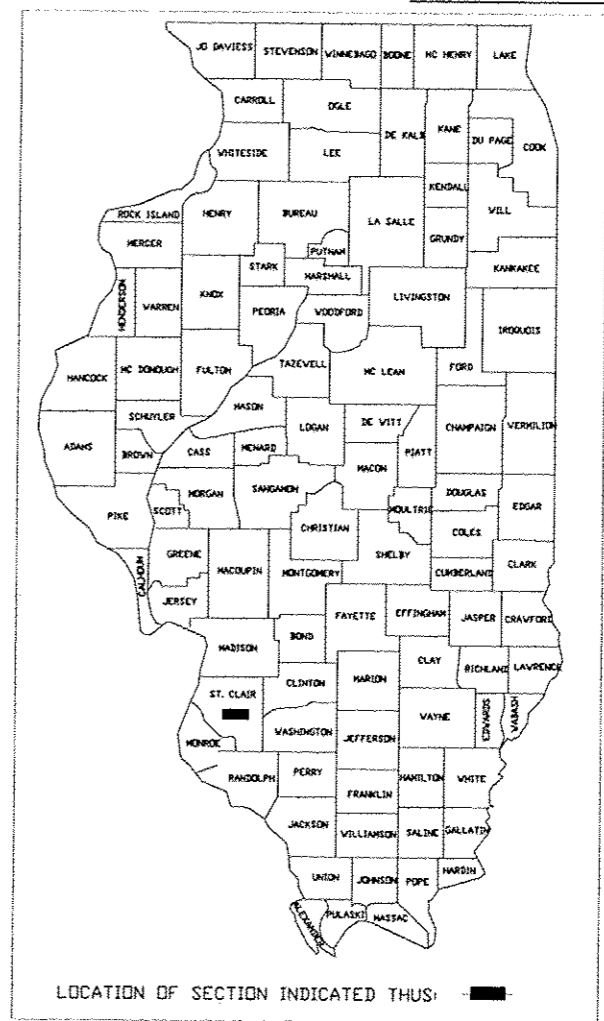 JO DAVIESS STEVENSON WINNEBAGO BOONE MC HENRY LAKE
CARROLL OGLE DE KALB KANE DU PAGE COOK
WHITESIDE LEE
KENDALL WILL
ROCK ISLAND HENRY BUREAU LA SALLE GRUNDY
MERCER PUTNAM
STARK MARSHALL KANKAKEE
HENDERSON WARREN KNOX PEORIA WOODFORD LIVINGSTON IROQUOIS
HANCOCK MC DONOUGH FULTON TAZEWELL MC LEAN FORD
SCHUYLER MASON LOGAN DE WITT CHAMPAIGN VERMILION
ADAMS BROWN CASS MENARD MACON PIATT
PIKE SCOTT MORGAN SANGAMON CHRISTIAN MOULTRIE DOUGLAS EDGAR
COLES
CALHOUN GREENE MACOUPIN MONTGOMERY SHELBY CUMBERLAND CLARK
JERSEY FAYETTE EFFINGHAM JASPER CRAWFORD
MADISON BOND CLAY RICHLAND LAWRENCE
ST. CLAIR CLINTON MARION WAYNE EDWARDS WABASH
MONROE WASHINGTON JEFFERSON
RANDOLPH PERRY FRANKLIN HAMILTON WHITE
JACKSON WILLIAMSON SALINE GALLATIN
UNION JOHNSON POPE HARDIN
ALEXANDER PULASKI MASSAC
LOCATION OF SECTION INDICATED THUS: